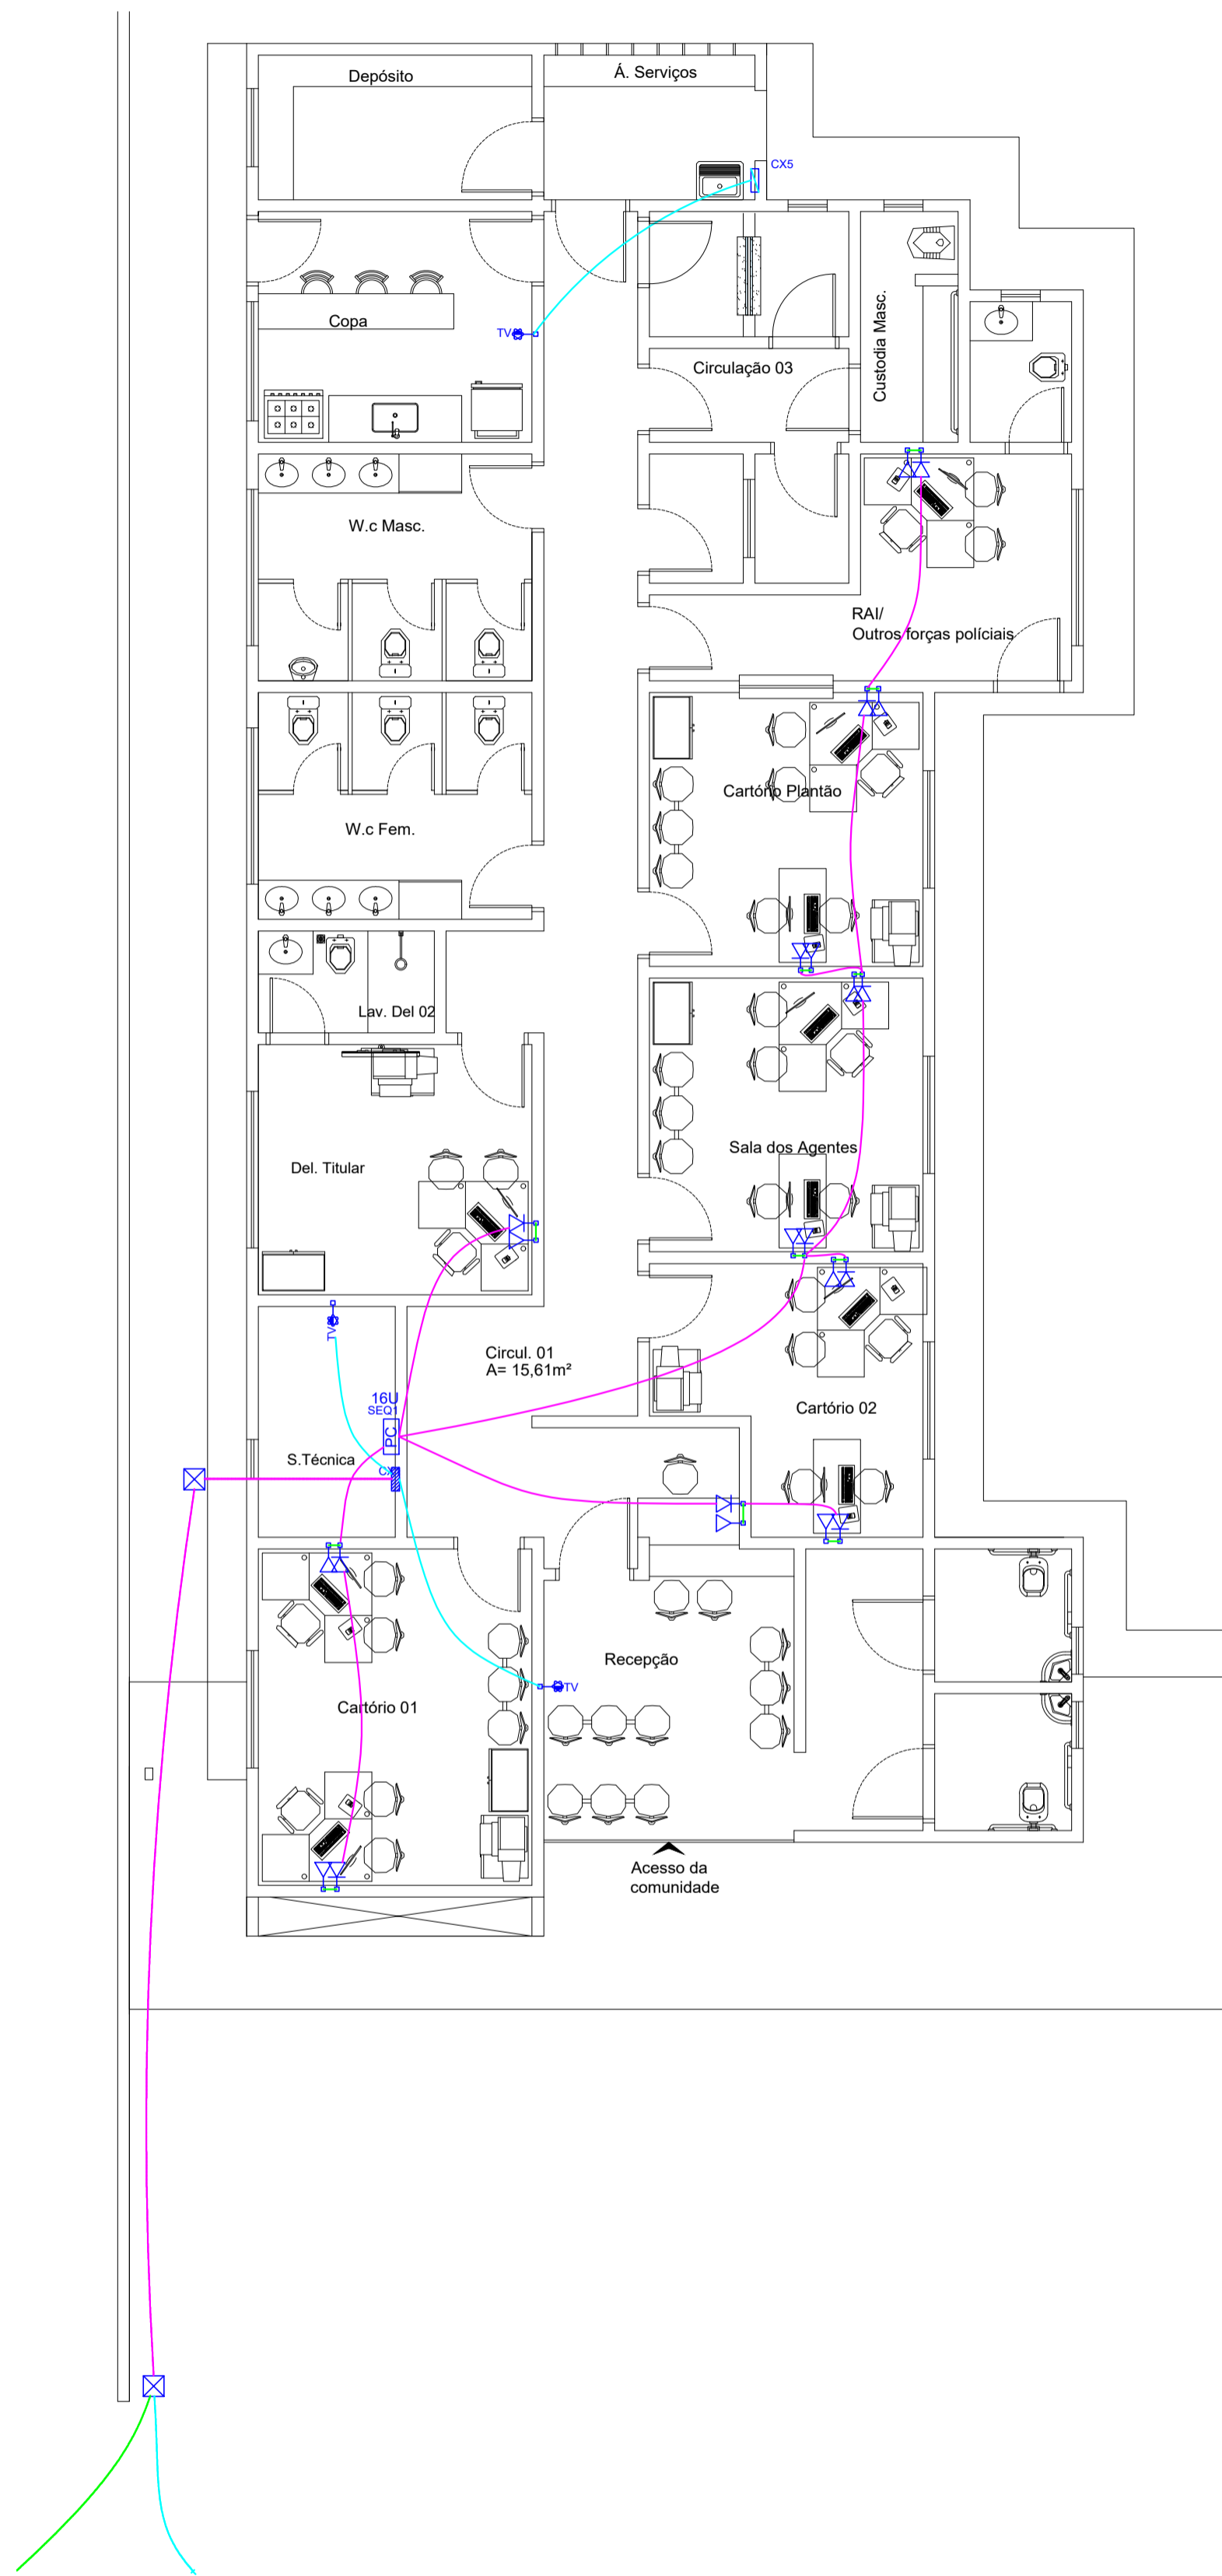 Depósito
Á. Serviços
CX5
Copa
TV
Circulação 03
Custodia Masc.
W.c Masc.
RAI/
Outros forças políciais
Cartório Plantão
W.c Fem.
Lav. Del 02
Sala dos Agentes
Del. Titular
TV
Circul. 01
A= 15,61m²
16U
SEQ1
PC
Cartório 02
S.Técnica
Recepção
TV
Cartório 01
Acesso da
comunidade